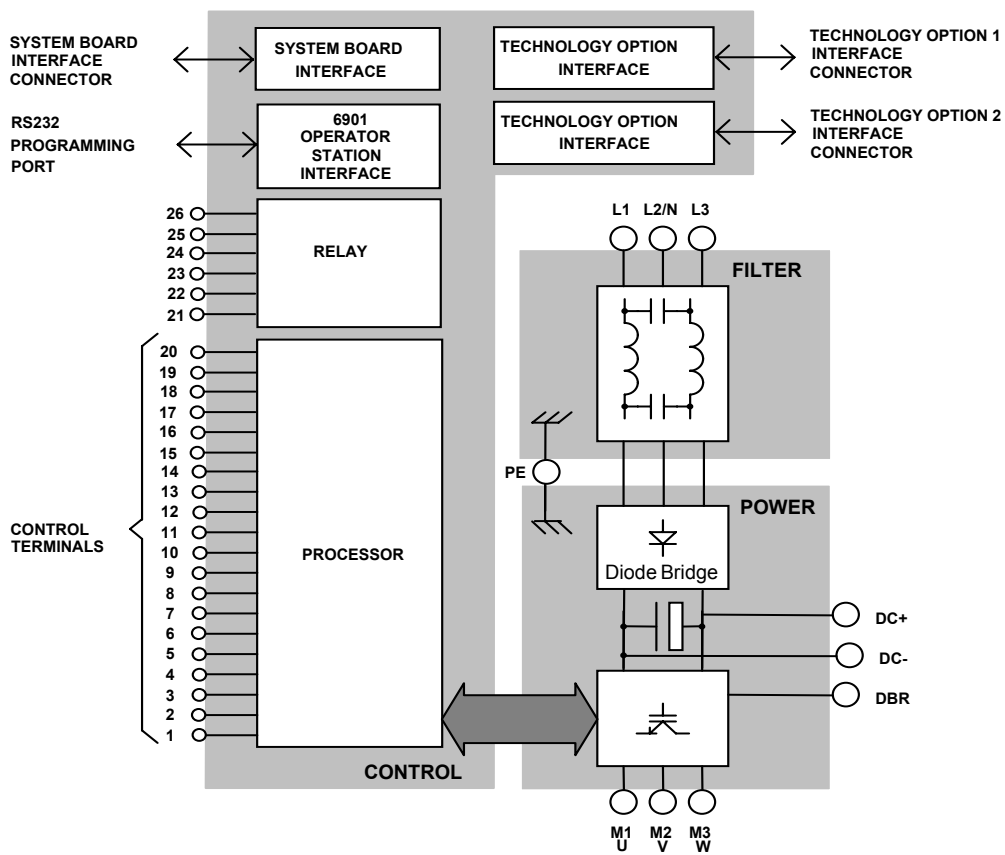 SYSTEM BOARD
INTERFACE
CONNECTOR
SYSTEM BOARD
INTERFACE
TECHNOLOGY OPTION
INTERFACE
TECHNOLOGY OPTION 1
INTERFACE
CONNECTOR
RS232
PROGRAMMING
PORT
6901
OPERATOR
STATION
INTERFACE
TECHNOLOGY OPTION
INTERFACE
TECHNOLOGY OPTION 2
INTERFACE
CONNECTOR
26
25
24
23
22
21
RELAY
L1 L2/N L3
FILTER
CONTROL
TERMINALS
20
19
18
17
16
15
14
13
12
11
10
9
8
7
6
5
4
3
2
1
PROCESSOR
CONTROL
PE
POWER
Diode Bridge
DC+
DC-
DBR
M1 M2 M3
U V W